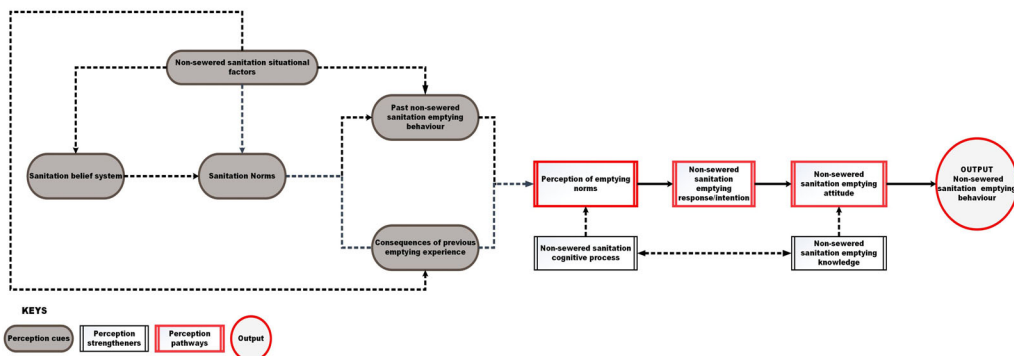 Non-sewered sanitation situational
factors
Past non-sewered
sanitation emptying
behaviour
Sanitation belief system
Sanitation Norms
Consequences of previous
emptying experience
Perception of emptying
norms
Non-sewered
sanitation
emptying
response/intention
Non-sewered
sanitation emptying
attitude
OUTPUT
Non-sewered
sanitation emptying
behaviour
Non-sewered sanitation
cognitive process
Non-sewered
sanitation emptying
knowledge
KEYS
Perception cues
Perception
strengtheners
Perception
pathways
Output